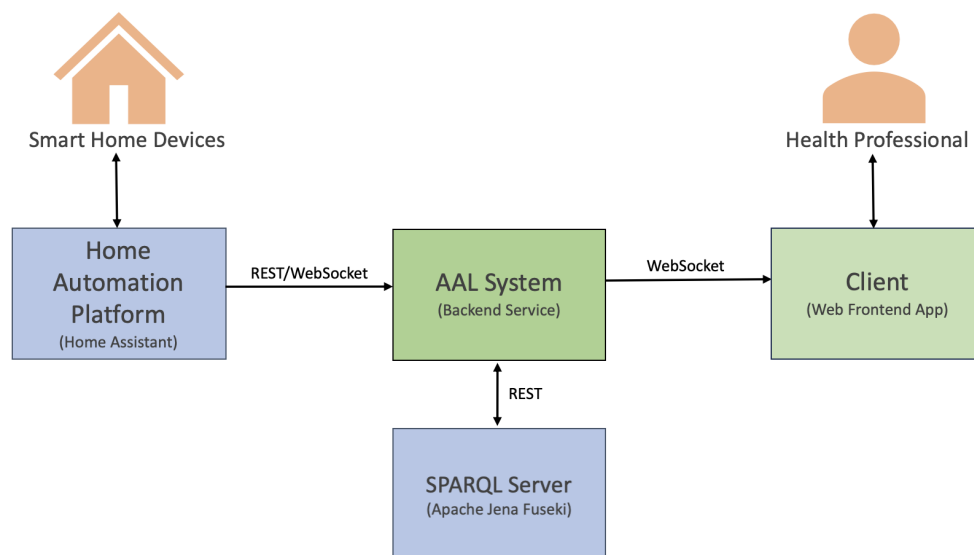 Smart Home Devices
Health Professional
Home
Automation
Platform
(Home Assistant)
REST/WebSocket
AAL System
(Backend Service)
WebSocket
Client
(Web Frontend App)
REST
SPARQL Server
(Apache Jena Fuseki)